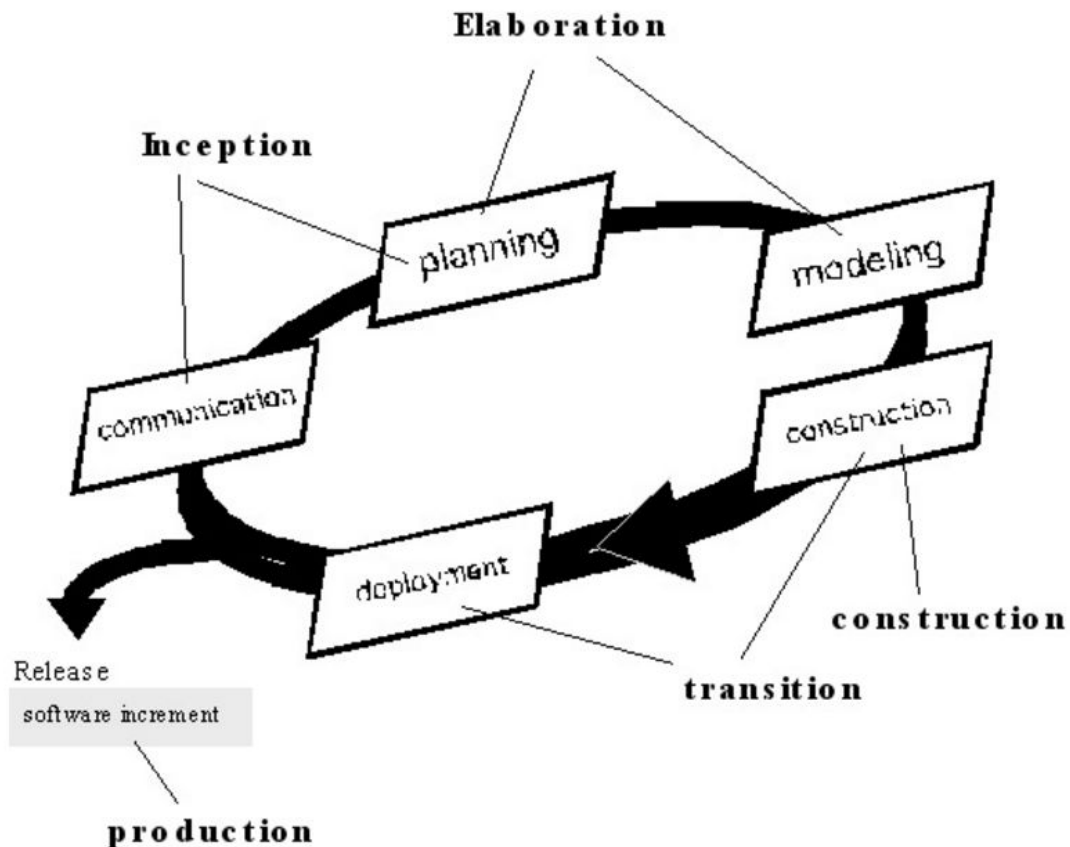 Elaboration
Inception
planning
modeling
communication
construction
deployment
construction
transition
Release
software increment
production